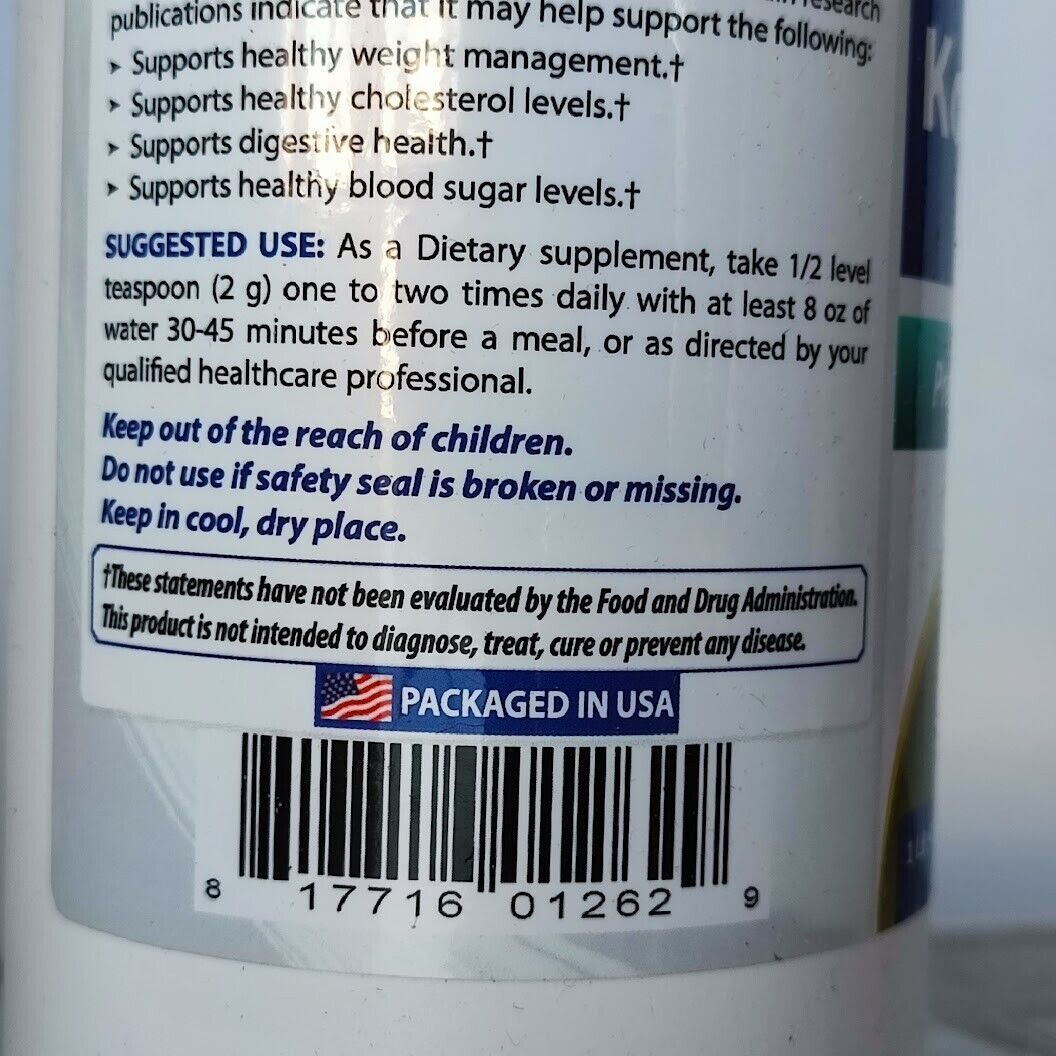 publications indicate that it may help support the following:
➤ Supports healthy weight management.†
➤ Supports healthy cholesterol levels.†
➤ Supports digestive health.†
➤ Supports healthy blood sugar levels.†
SUGGESTED USE: As a Dietary supplement, take 1/2 level
teaspoon (2 g) one to two times daily with at least 8 oz of
water 30-45 minutes before a meal, or as directed by your
qualified healthcare professional.
Keep out of the reach of children.
Do not use if safety seal is broken or missing.
Keep in cool, dry place.
†These statements have not been evaluated by the Food and Drug Administration.
This product is not intended to diagnose, treat, cure or prevent any disease.
PACKAGED IN USA
8 17716 01262 9